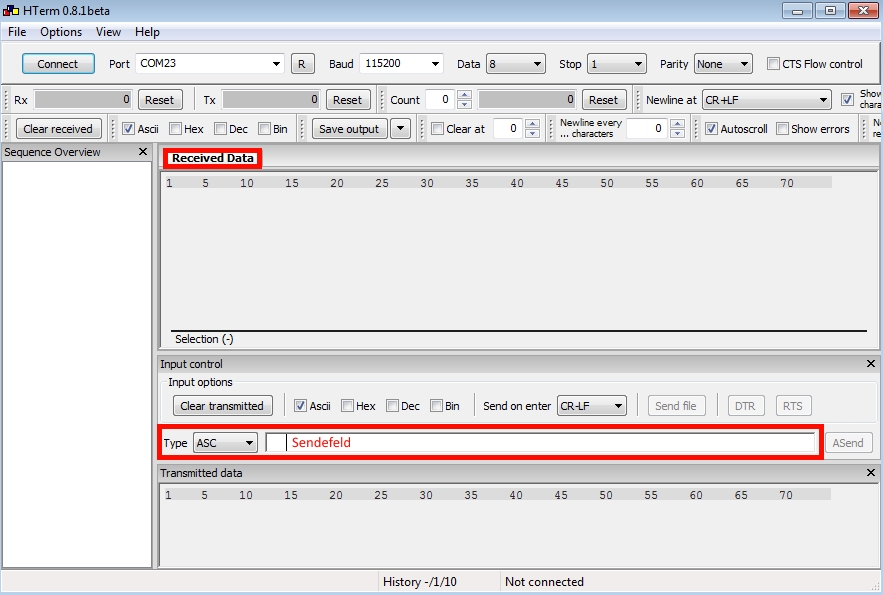 HTerm 0.8.1beta
File Options View Help
Connect Port COM23 R Baud 115200 Data 8 Stop 1 Parity None CTS Flow control
Rx 0 Reset Tx 0 Reset Count 0 0 Reset Newline at CR+LF Show
chara
Clear received Ascii Hex Dec Bin Save output Clear at 0 Newline every
... characters 0 Autoscroll Show errors
Sequence Overview
Received Data
1 5 10 15 20 25 30 35 40 45 50 55 60 65 70
Selection (-)
Input control
Input options
Clear transmitted Ascii Hex Dec Bin Send on enter CR-LF Send file DTR RTS
Type ASC Sendefeld ASend
Transmitted data
1 5 10 15 20 25 30 35 40 45 50 55 60 65 70
History -/1/10 Not connected